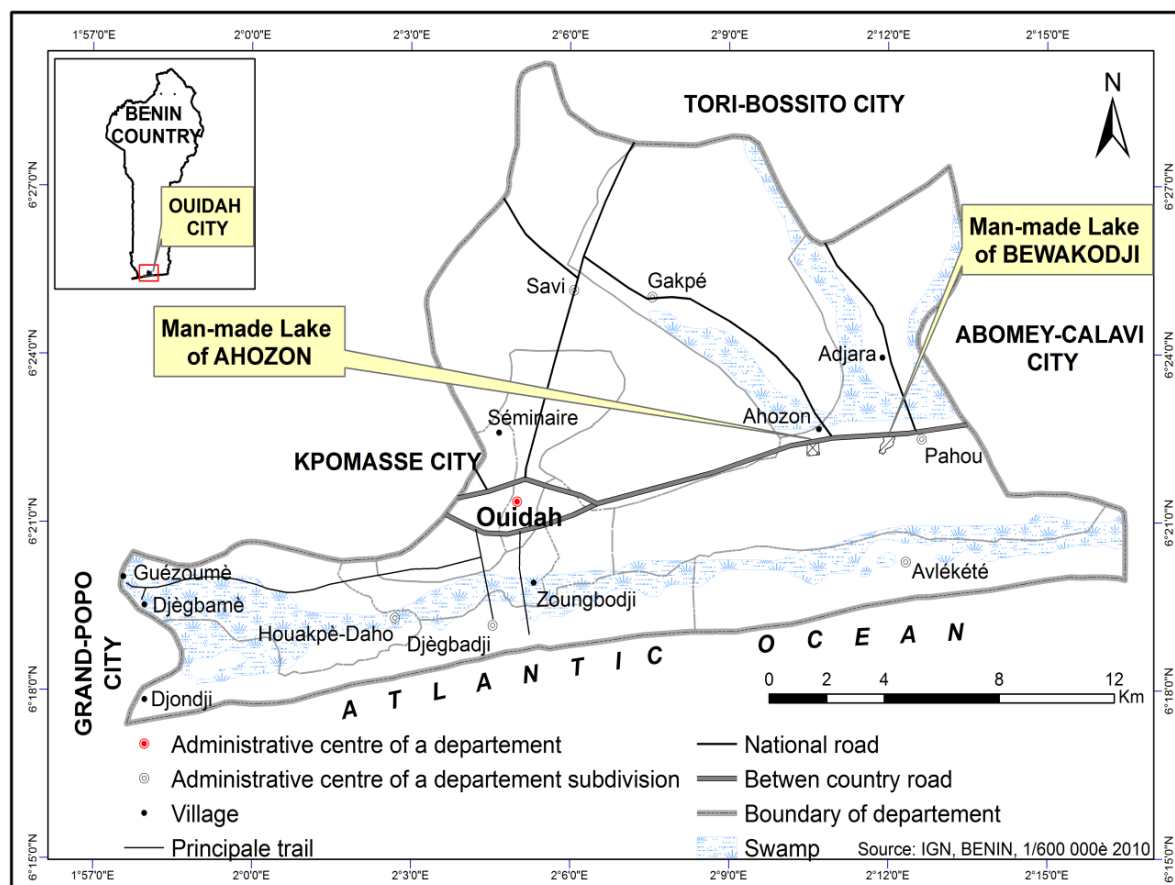 1°57'0"E
2°0'0"E
2°3'0"E
2°6'0"E
2°9'0"E
2°12'0"E
2°15'0"E
BENIN
COUNTRY
OUIDAH
CITY
TORI-BOSSITO CITY
N
6°27'0"N
6°27'0"N
Man-made Lake
of BEWAKODJI
Savi
Gakpé
Man-made Lake
of AHOZON
ABOMEY-CALAVI
CITY
6°24'0"N
6°24'0"N
Adjara
Séminaire
Ahozon
Pahou
KPOMASSE CITY
Ouidah
6°21'0"N
6°21'0"N
Guézoumè
Djègbamè
Zoungbodji
Avlékété
Houakpè-Daho
Djègbadji
GRAND-POPO
CITY
Djondji
ATLANTIC OCEAN
6°18'0"N
6°18'0"N
0 2 4 8 12
Km
Administrative centre of a departement
Administrative centre of a departement subdivision
Village
Principale trail
National road
Betwen country road
Boundary of departement
Swamp
Source: IGN, BENIN, 1/600 000è 2010
6°15'0"N
6°15'0"N
1°57'0"E
2°0'0"E
2°3'0"E
2°6'0"E
2°9'0"E
2°12'0"E
2°15'0"E